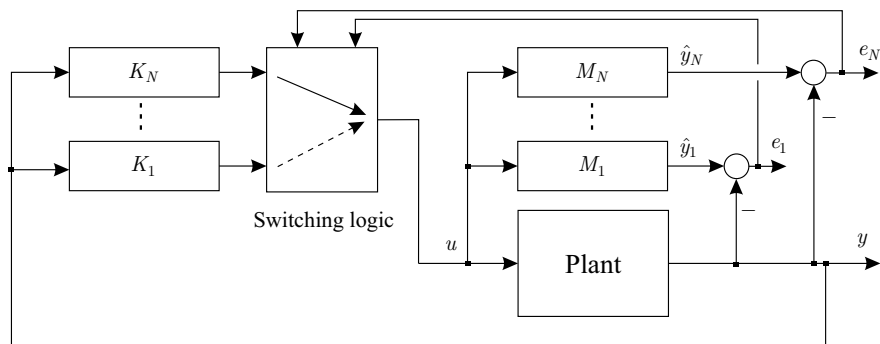 K_N
M_N
ŷ_N
e_N
−
K_1
M_1
ŷ_1
e_1
−
Switching logic
u
Plant
y